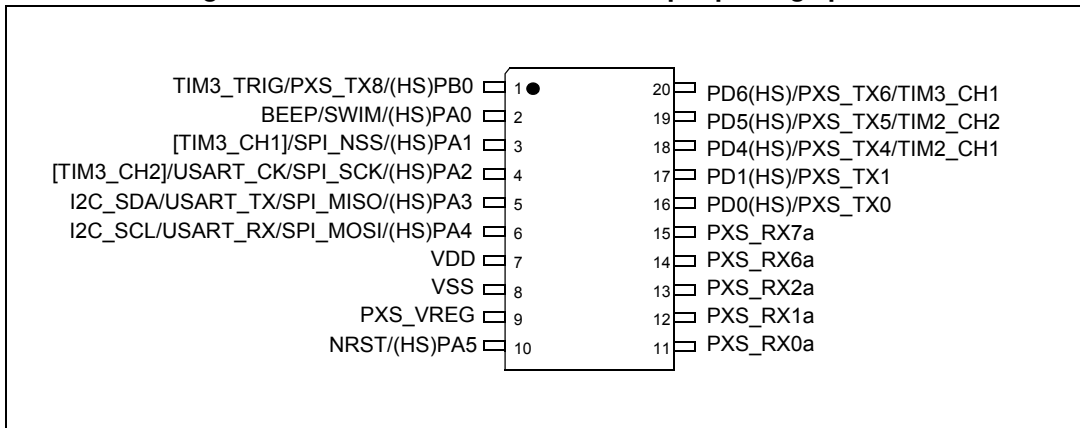 TIM3_TRIG/PXS_TX8/(HS)PB0 1 20 PD6(HS)/PXS_TX6/TIM3_CH1
BEEP/SWIM/(HS)PA0 2 19 PD5(HS)/PXS_TX5/TIM2_CH2
[TIM3_CH1]/SPI_NSS/(HS)PA1 3 18 PD4(HS)/PXS_TX4/TIM2_CH1
[TIM3_CH2]/USART_CK/SPI_SCK/(HS)PA2 4 17 PD1(HS)/PXS_TX1
I2C_SDA/USART_TX/SPI_MISO/(HS)PA3 5 16 PD0(HS)/PXS_TX0
I2C_SCL/USART_RX/SPI_MOSI/(HS)PA4 6 15 PXS_RX7a
VDD 7 14 PXS_RX6a
VSS 8 13 PXS_RX2a
PXS_VREG 9 12 PXS_RX1a
NRST/(HS)PA5 10 11 PXS_RX0a